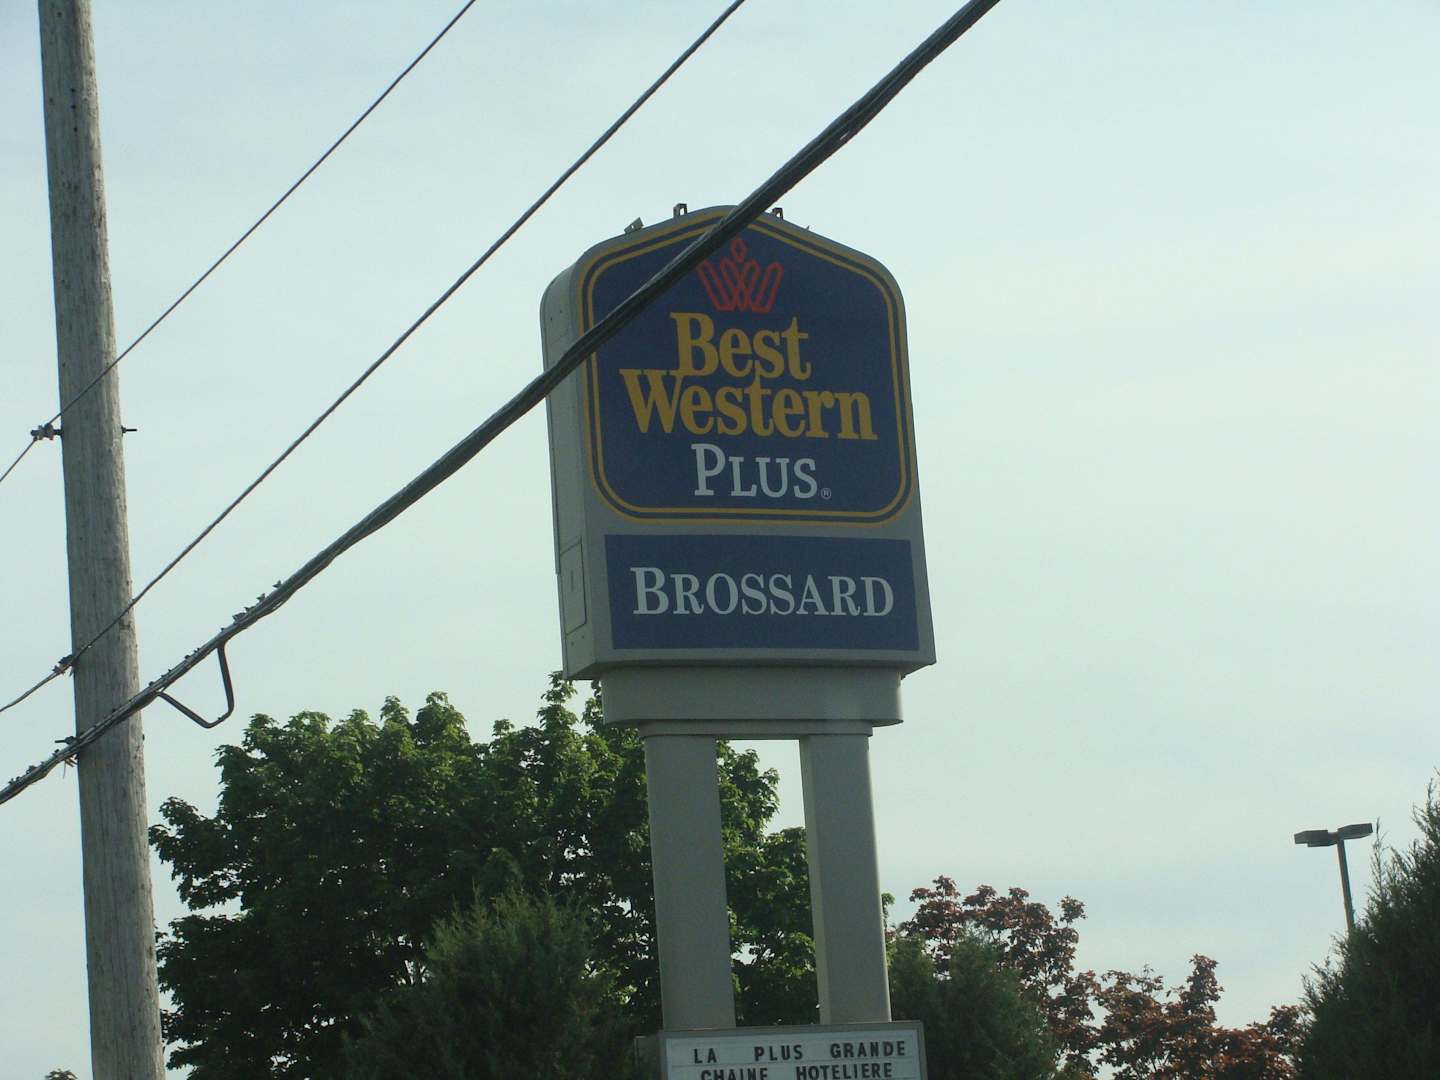 Best
Western
PLUS®
BROSSARD
LA PLUS GRANDE
CHAINE HOTELIERE